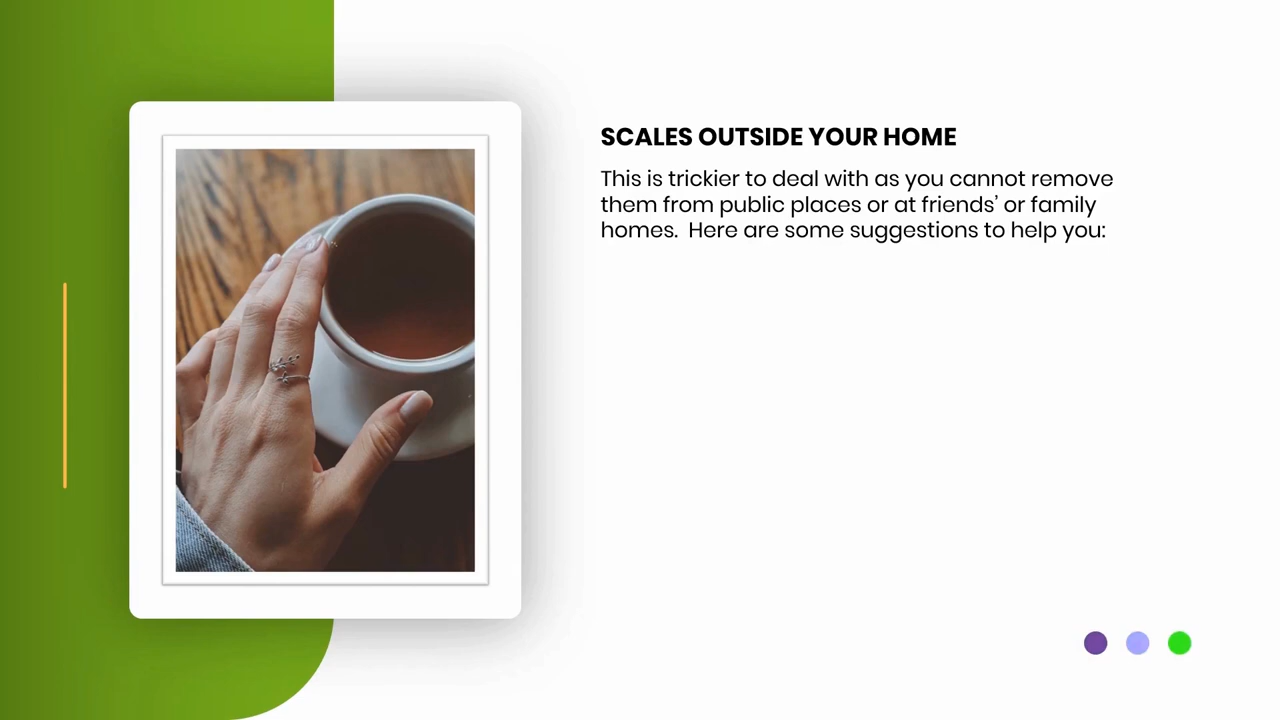 SCALES OUTSIDE YOUR HOME
This is trickier to deal with as you cannot remove
them from public places or at friends’ or family
homes.  Here are some suggestions to help you: